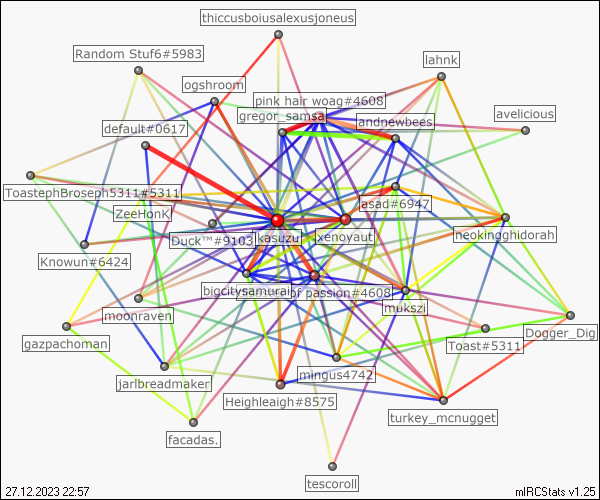 thiccusboiusalexusjoneus
Random Stuf6#5983
lahnk
ogshroom
pink hair woag#4608
gregor_samsa
andnewbees
avelicious
default#0617
ToastephBroseph5311#5311
asad#6947
ZeeHonK
neokingghidorah
Duck™#9103
kasuzu
xenoyaut
Knowun#6424
bigcitysamurai
of passion#4608
mukszi
moonraven
gazpachoman
Toast#5311
Dogger_Dig
mingus4742
jarlbreadmaker
Heighleaigh#8575
turkey_mcnugget
facadas.
tescoroll
27.12.2023 22:57
mIRCStats v1.25